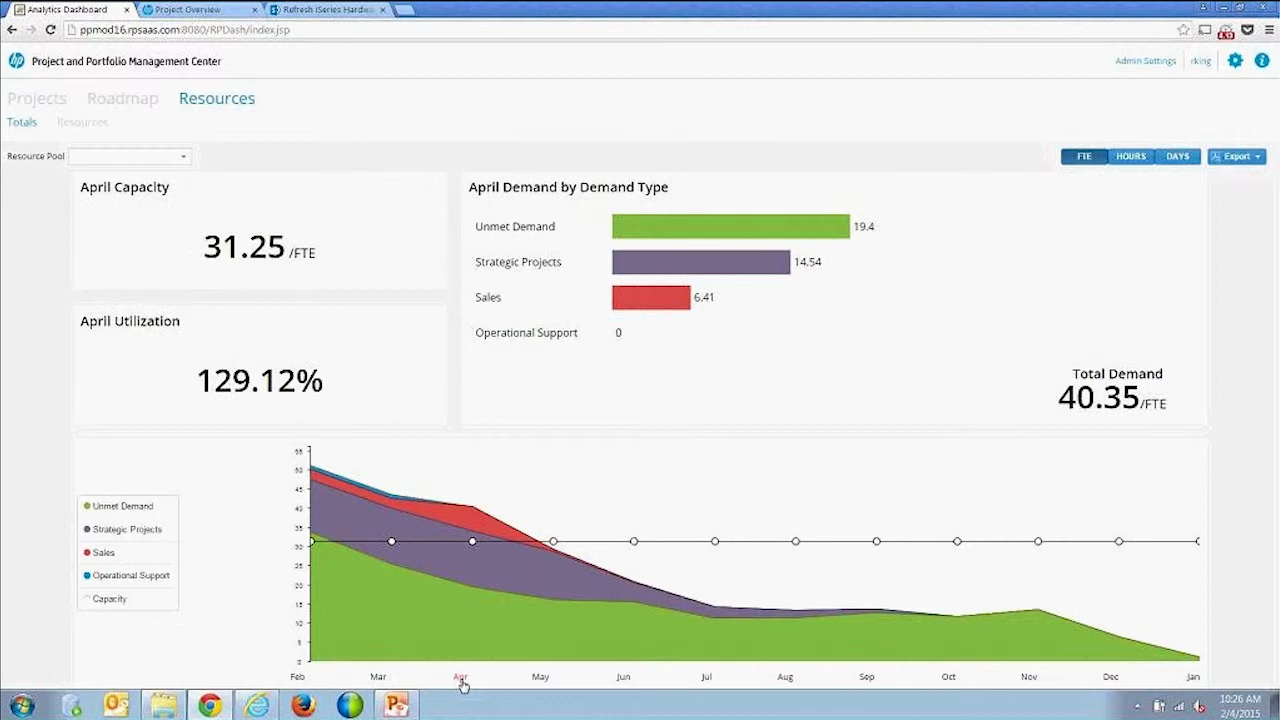 Analytics Dashboard
Project Overview
Refresh iSeries Hardwa
ppmod16.rpsaas.com:8080/RPDash/index.jsp
hp Project and Portfolio Management Center
Admin Settings rking
Projects Roadmap Resources
Totals Resources
Resource Pool
FTE HOURS DAYS Export
April Capacity
31.25 /FTE
April Utilization
129.12%
April Demand by Demand Type
Unmet Demand 19.4
Strategic Projects 14.54
Sales 6.41
Operational Support 0
Total Demand
40.35/FTE
Unmet Demand
Strategic Projects
Sales
Operational Support
Capacity
55
50
45
40
35
30
25
20
15
10
5
0
Feb Mar Apr May Jun Jul Aug Sep Oct Nov Dec Jan
10:26 AM
2/4/2015